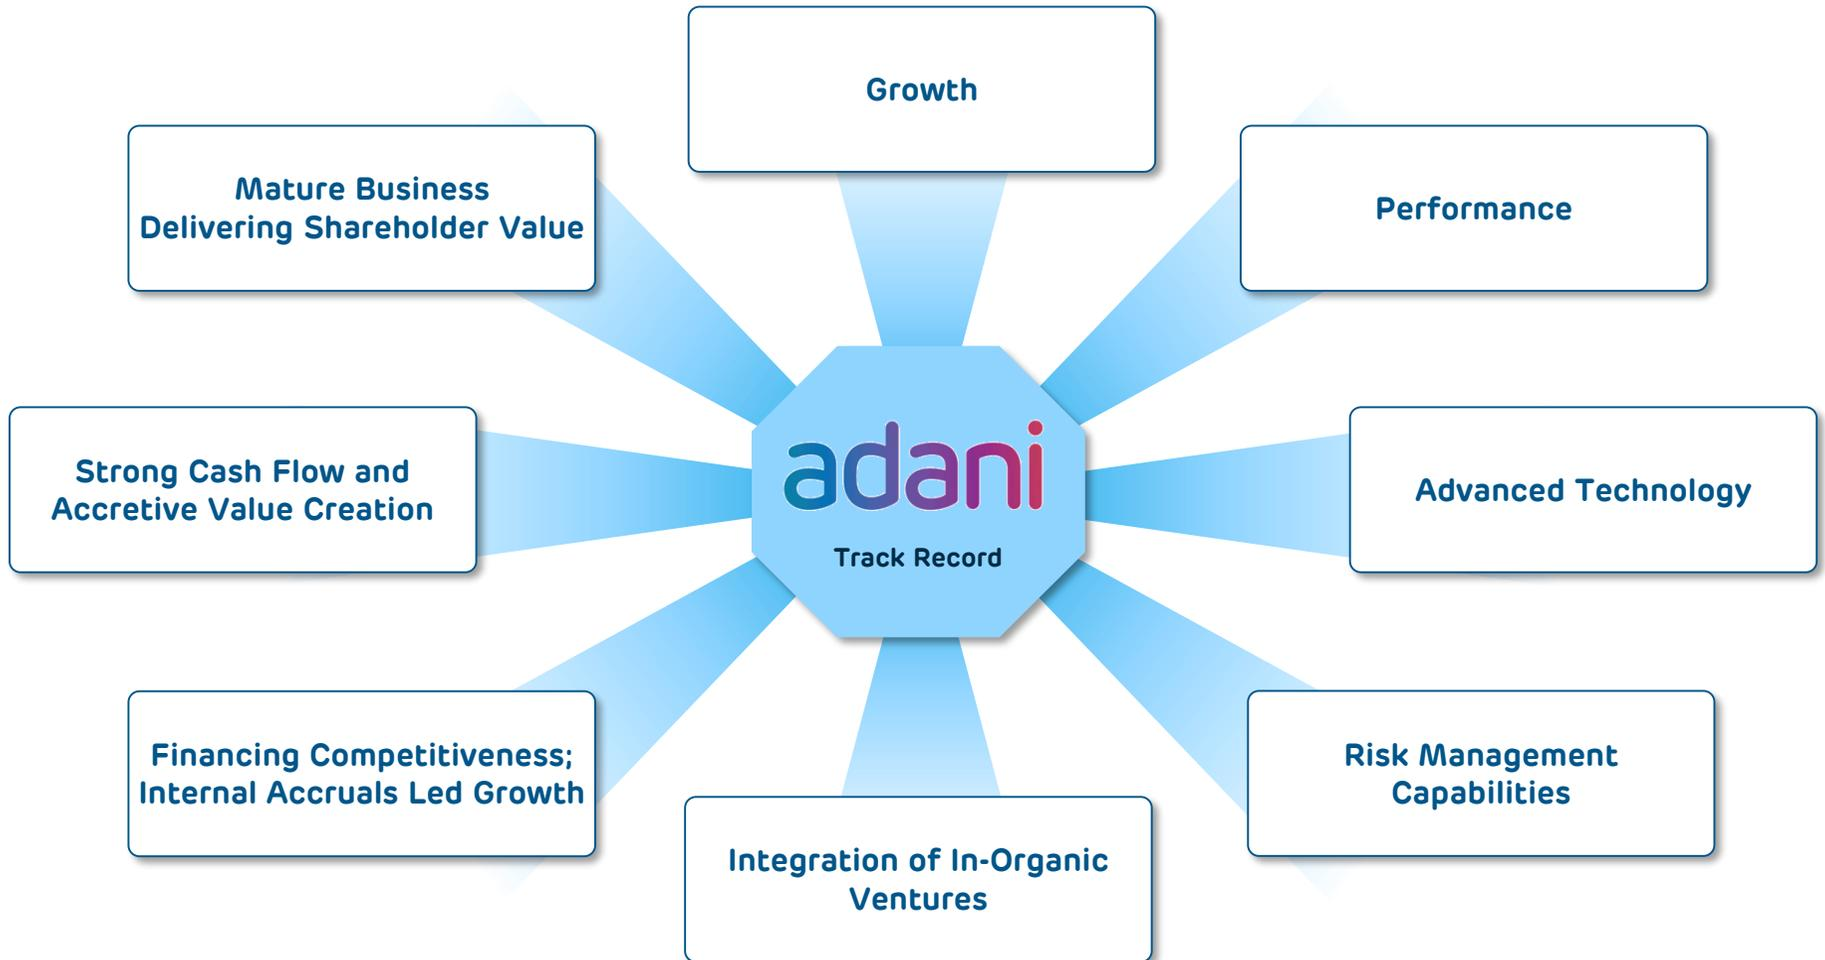 Growth
Mature Business
Delivering Shareholder Value
Performance
Strong Cash Flow and
Accretive Value Creation
adani
Track Record
Advanced Technology
Financing Competitiveness;
Internal Accruals Led Growth
Risk Management
Capabilities
Integration of In-Organic
Ventures